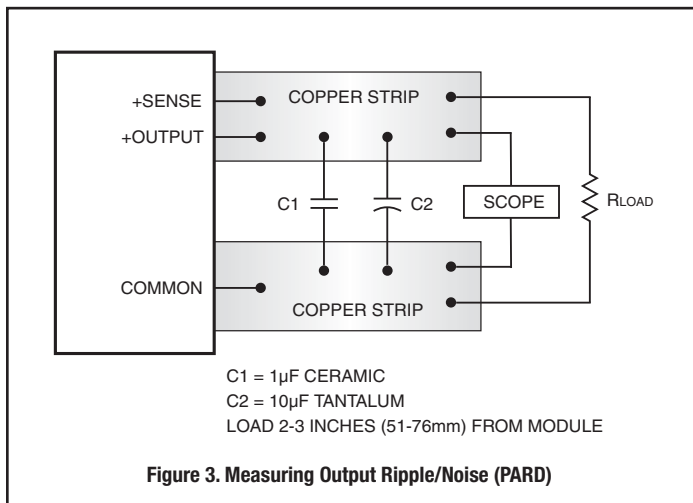 +SENSE
COPPER STRIP
+OUTPUT
C1
C2
SCOPE
RLOAD
COMMON
COPPER STRIP
C1 = 1µF CERAMIC
C2 = 10µF TANTALUM
LOAD 2-3 INCHES (51-76mm) FROM MODULE
Figure 3. Measuring Output Ripple/Noise (PARD)